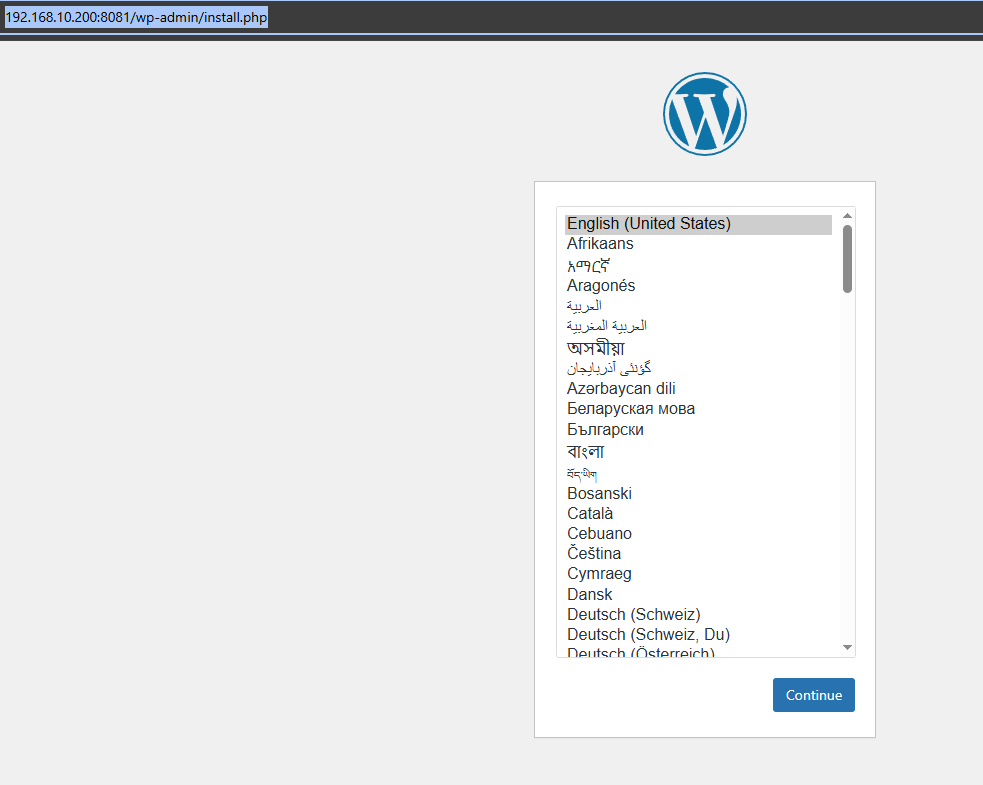 192.168.10.200:8081/wp-admin/install.php
W
English (United States)
Afrikaans
አማርኛ
Aragonés
العربية
العربية المغربية
অসমীয়া
گؤنئی آذربایجان
Azərbaycan dili
Беларуская мова
Български
বাংলা
བོད་ཡིག
Bosanski
Català
Cebuano
Čeština
Cymraeg
Dansk
Deutsch (Schweiz)
Deutsch (Schweiz, Du)
Deutsch (Österreich)
Continue